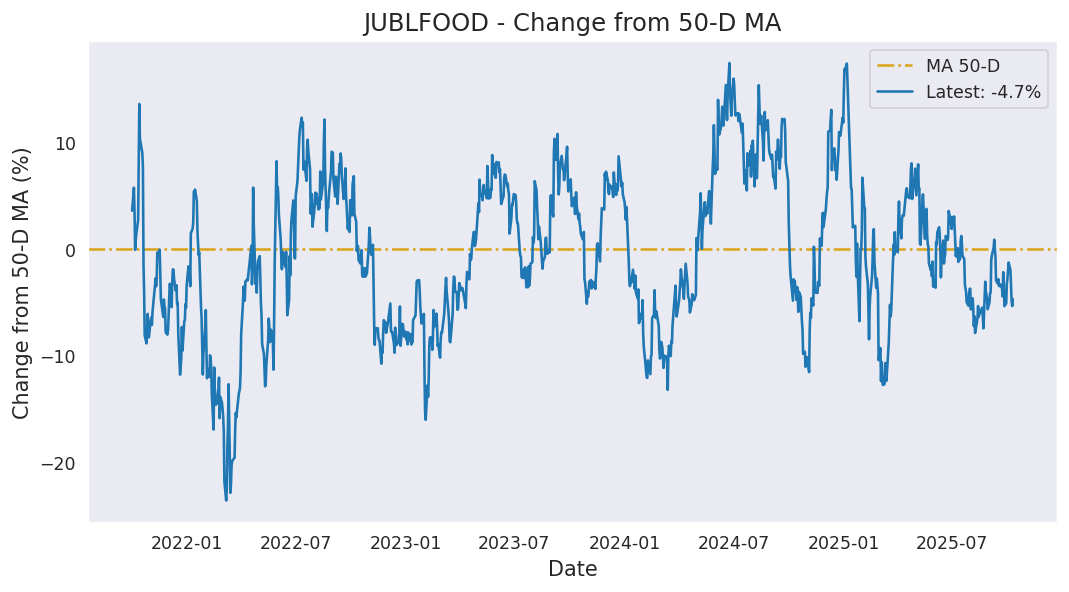 JUBLFOOD - Change from 50-D MA
MA 50-D
Latest: -4.7%
Change from 50-D MA (%)
10
0
−10
−20
2022-01 2022-07 2023-01 2023-07 2024-01 2024-07 2025-01 2025-07
Date